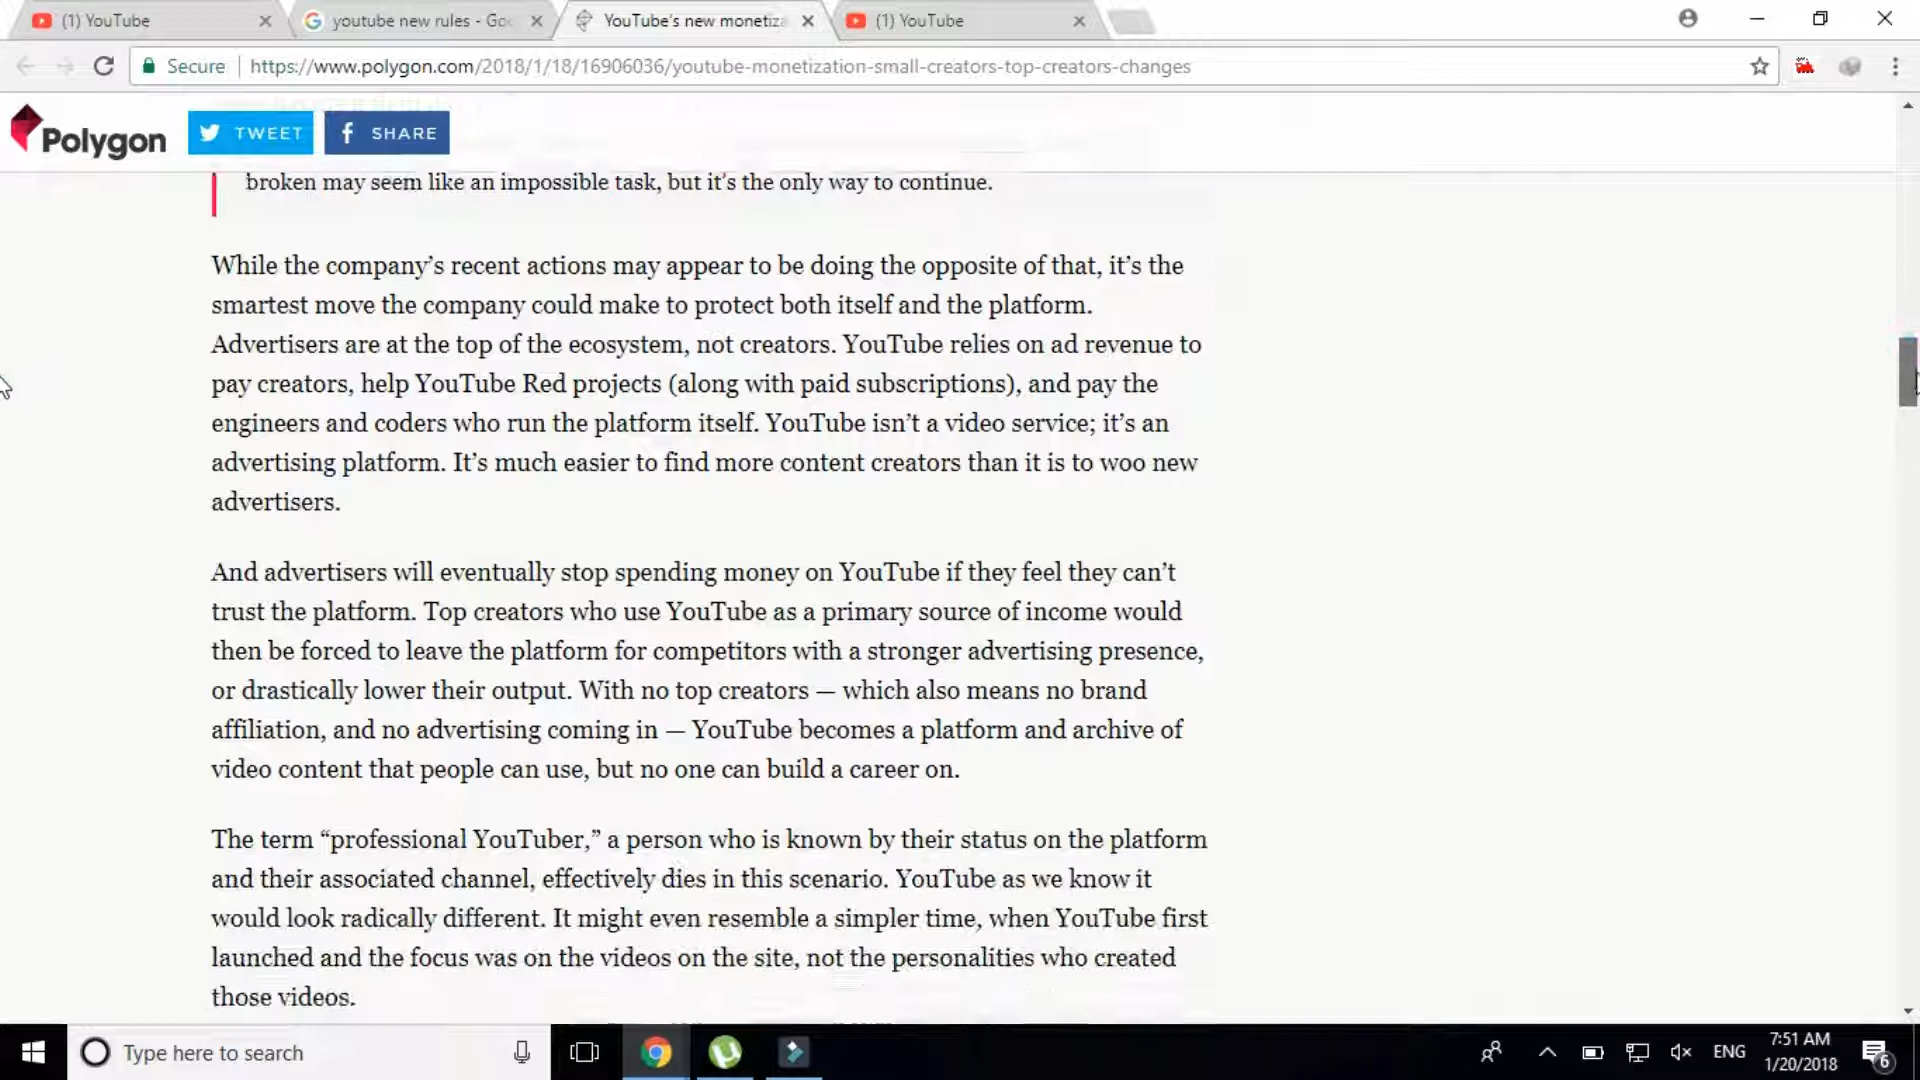 (1) YouTube
youtube new rules - Goo
YouTube's new monetiza
(1) YouTube
Secure
https://www.polygon.com/2018/1/18/16906036/youtube-monetization-small-creators-top-creators-changes
Polygon
TWEET
SHARE
broken may seem like an impossible task, but it's the only way to continue.
While the company’s recent actions may appear to be doing the opposite of that, it’s the
smartest move the company could make to protect both itself and the platform.
Advertisers are at the top of the ecosystem, not creators. YouTube relies on ad revenue to
pay creators, help YouTube Red projects (along with paid subscriptions), and pay the
engineers and coders who run the platform itself. YouTube isn’t a video service; it’s an
advertising platform. It’s much easier to find more content creators than it is to woo new
advertisers.
And advertisers will eventually stop spending money on YouTube if they feel they can’t
trust the platform. Top creators who use YouTube as a primary source of income would
then be forced to leave the platform for competitors with a stronger advertising presence,
or drastically lower their output. With no top creators — which also means no brand
affiliation, and no advertising coming in — YouTube becomes a platform and archive of
video content that people can use, but no one can build a career on.
The term “professional YouTuber,” a person who is known by their status on the platform
and their associated channel, effectively dies in this scenario. YouTube as we know it
would look radically different. It might even resemble a simpler time, when YouTube first
launched and the focus was on the videos on the site, not the personalities who created
those videos.
Type here to search
ENG
7:51 AM
1/20/2018
6